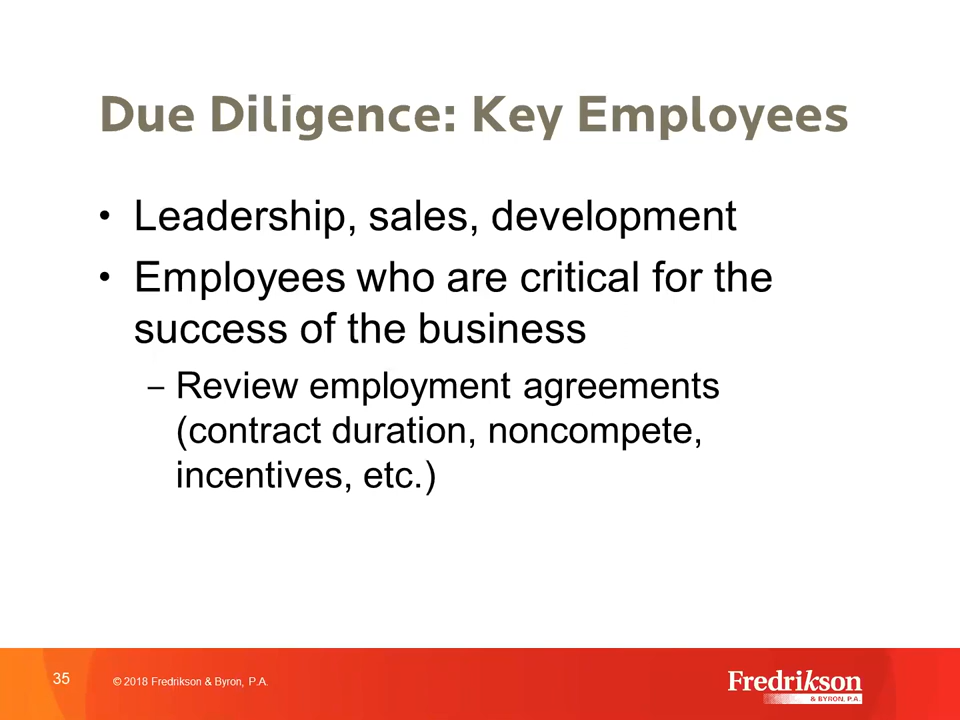 Due Diligence: Key Employees
• Leadership, sales, development
• Employees who are critical for the
success of the business
– Review employment agreements
(contract duration, noncompete,
incentives, etc.)
35
© 2018 Fredrikson & Byron, P.A.
Fredrikson
& BYRON, P.A.